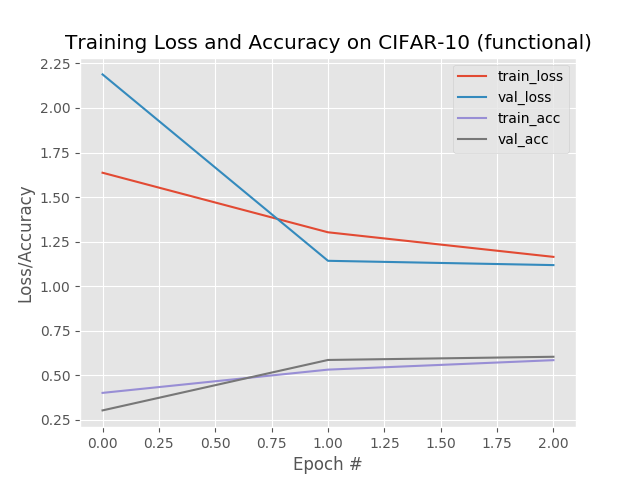 Training Loss and Accuracy on CIFAR-10 (functional)
2.25
2.00
1.75
1.50
1.25
1.00
0.75
0.50
0.25
Loss/Accuracy
train_loss
val_loss
train_acc
val_acc
0.00 0.25 0.50 0.75 1.00 1.25 1.50 1.75 2.00
Epoch #